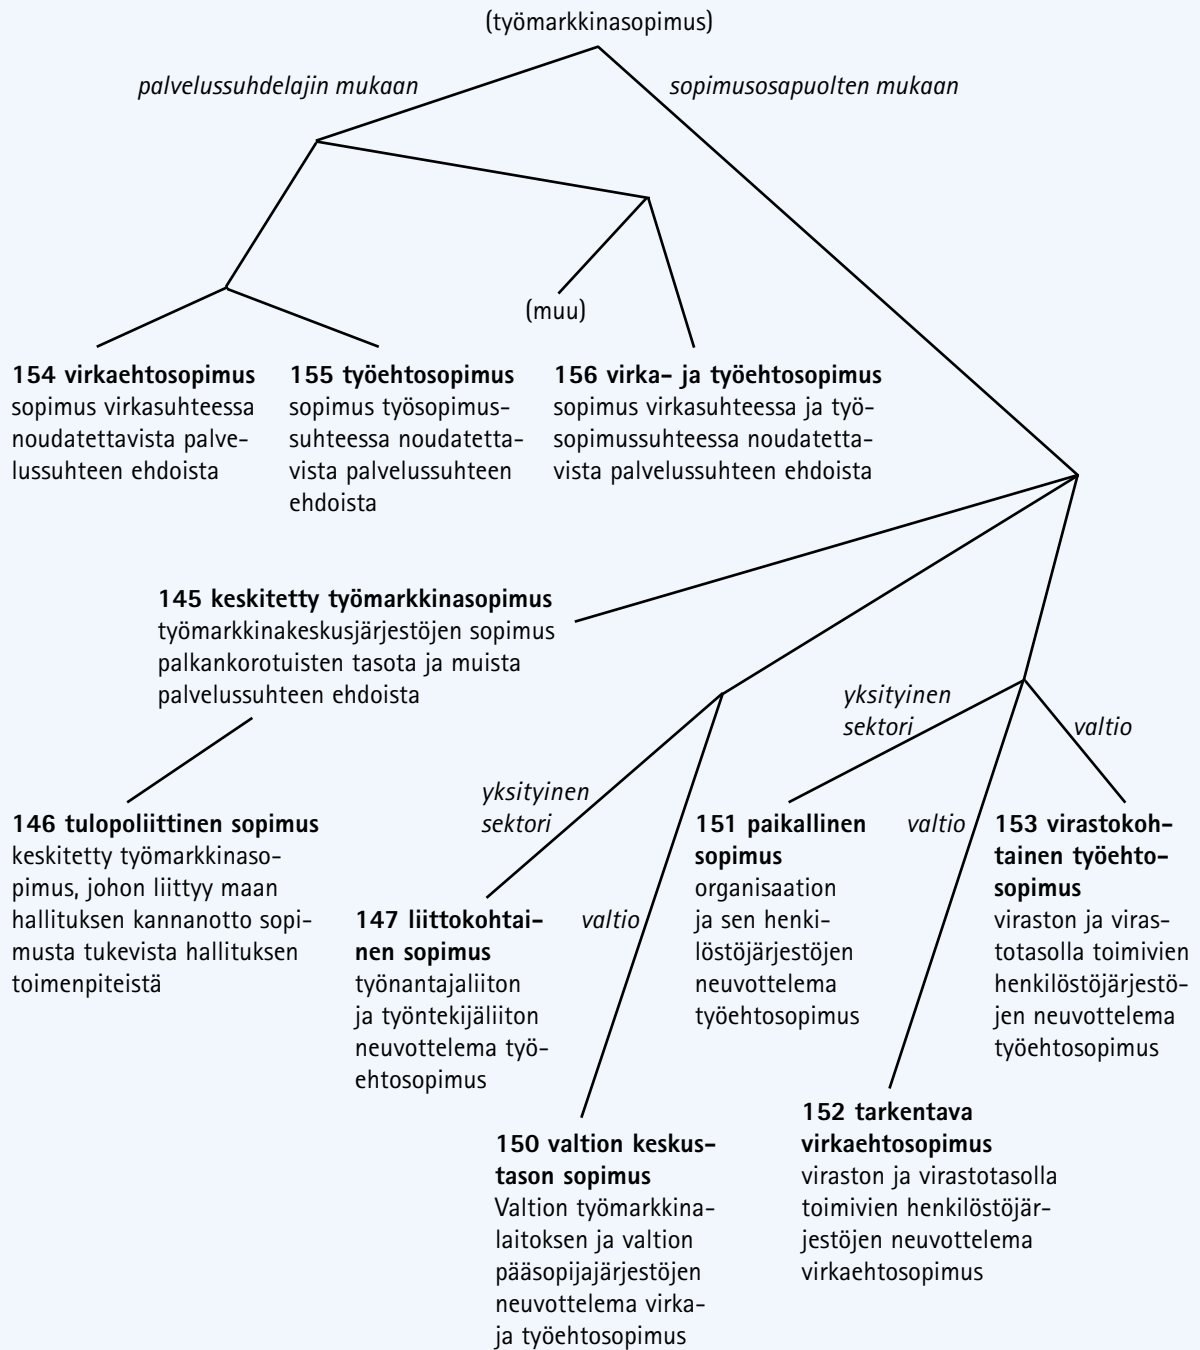 (työmarkkinasopimus)
palvelussuhdelajin mukaan
sopimusosapuolten mukaan
(muu)
154 virkaehtosopimus
sopimus virkasuhteessa
noudatettavista palve-
lussuhteen ehdoista
155 työehtosopimus
sopimus työsopimus-
suhteessa noudatetta-
vista palvelussuhteen
ehdoista
156 virka- ja työehtosopimus
sopimus virkasuhteessa ja työ-
sopimussuhteessa noudatetta-
vista palvelussuhteen ehdoista
145 keskitetty työmarkkinasopimus
työmarkkinakeskusjärjestöjen sopimus
palkankorotuisten tasota ja muista
palvelussuhteen ehdoista
146 tulopoliittinen sopimus
keskitetty työmarkkinaso-
pimus, johon liittyy maan
hallituksen kannanotto sopi-
musta tukevista hallituksen
toimenpiteistä
yksityinen
sektori
147 liittokohtai-
nen sopimus
työnantajaliiton
ja työntekijäliiton
neuvottelema työ-
ehtosopimus
valtio
150 valtion keskus-
tason sopimus
Valtion työmarkkina-
laitoksen ja valtion
pääsopijajärjestöjen
neuvottelema virka-
ja työehtosopimus
yksityinen
sektori
151 paikallinen
sopimus
organisaation
ja sen henki-
löstöjärjestöjen
neuvottelema
työehtosopimus
valtio
152 tarkentava
virkaehtosopimus
viraston ja virastotasolla
toimivien henkilöstöjär-
jestöjen neuvottelema
virkaehtosopimus
valtio
153 virastokoh-
tainen työehto-
sopimus
viraston ja viras-
totasolla toimivien
henkilöstöjärjestö-
jen neuvottelema
työehtosopimus